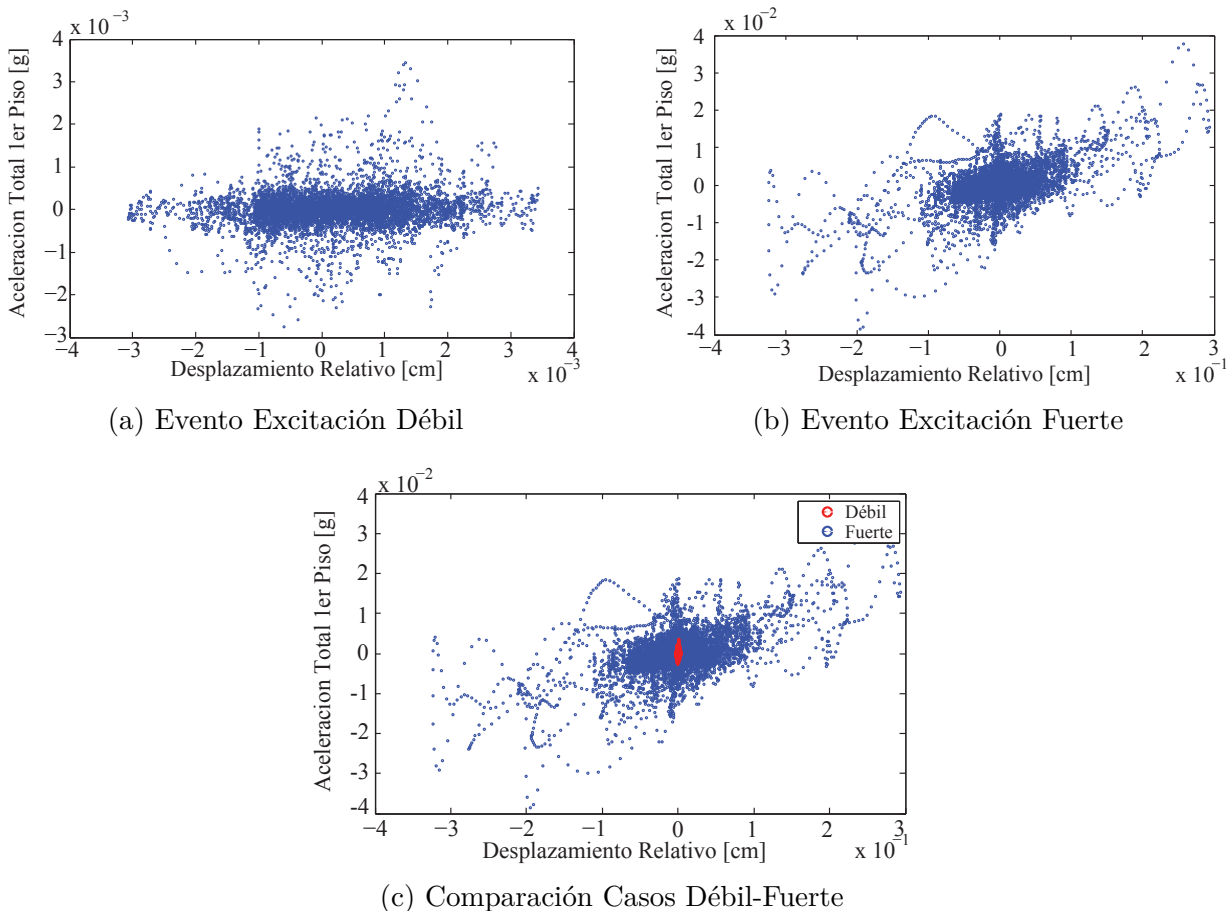 x 10⁻³
Aceleracion Total 1er Piso [g]
4
3
2
1
0
−1
−2
−3
−4 −3 −2 −1 0 1 2 3 4
Desplazamiento Relativo [cm]
x 10⁻³
(a) Evento Excitación Débil
x 10⁻²
Aceleracion Total 1er Piso [g]
4
3
2
1
0
-1
-2
-3
-4
−4 −3 −2 −1 0 1 2 3
Desplazamiento Relativo [cm]
x 10⁻¹
(b) Evento Excitación Fuerte
x 10⁻²
Aceleracion Total 1er Piso [g]
4
3
2
1
0
-1
-2
-3
-4
Débil
Fuerte
−4 −3 −2 −1 0 1 2 3
Desplazamiento Relativo [cm]
x 10⁻¹
(c) Comparación Casos Débil-Fuerte